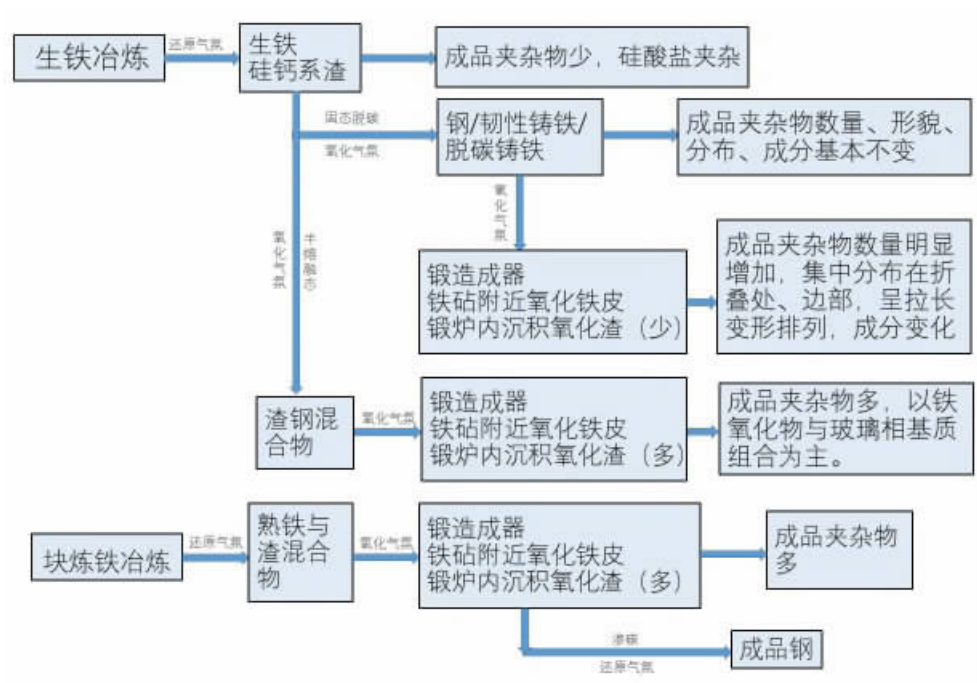 生铁冶炼
还原气氛
生铁
硅钙系渣
成品夹杂物少，硅酸盐夹杂
固态脱碳
氧化气氛
钢/韧性铸铁/
脱碳铸铁
成品夹杂物数量、形貌、
分布、成分基本不变
氧化气氛
氧化气氛
半熔融态
锻造成器
铁砧附近氧化铁皮
锻炉内沉积氧化渣（少）
成品夹杂物数量明显
增加，集中分布在折
叠处、边部，呈拉长
变形排列，成分变化
渣钢混
合物
氧化气氛
锻造成器
铁砧附近氧化铁皮
锻炉内沉积氧化渣（多）
成品夹杂物多，以铁
氧化物与玻璃相基质
组合为主。
块炼铁冶炼
还原气氛
熟铁与
渣混合
物
氧化气氛
锻造成器
铁砧附近氧化铁皮
锻炉内沉积氧化渣（多）
成品夹杂物
多
渗碳
还原气氛
成品钢